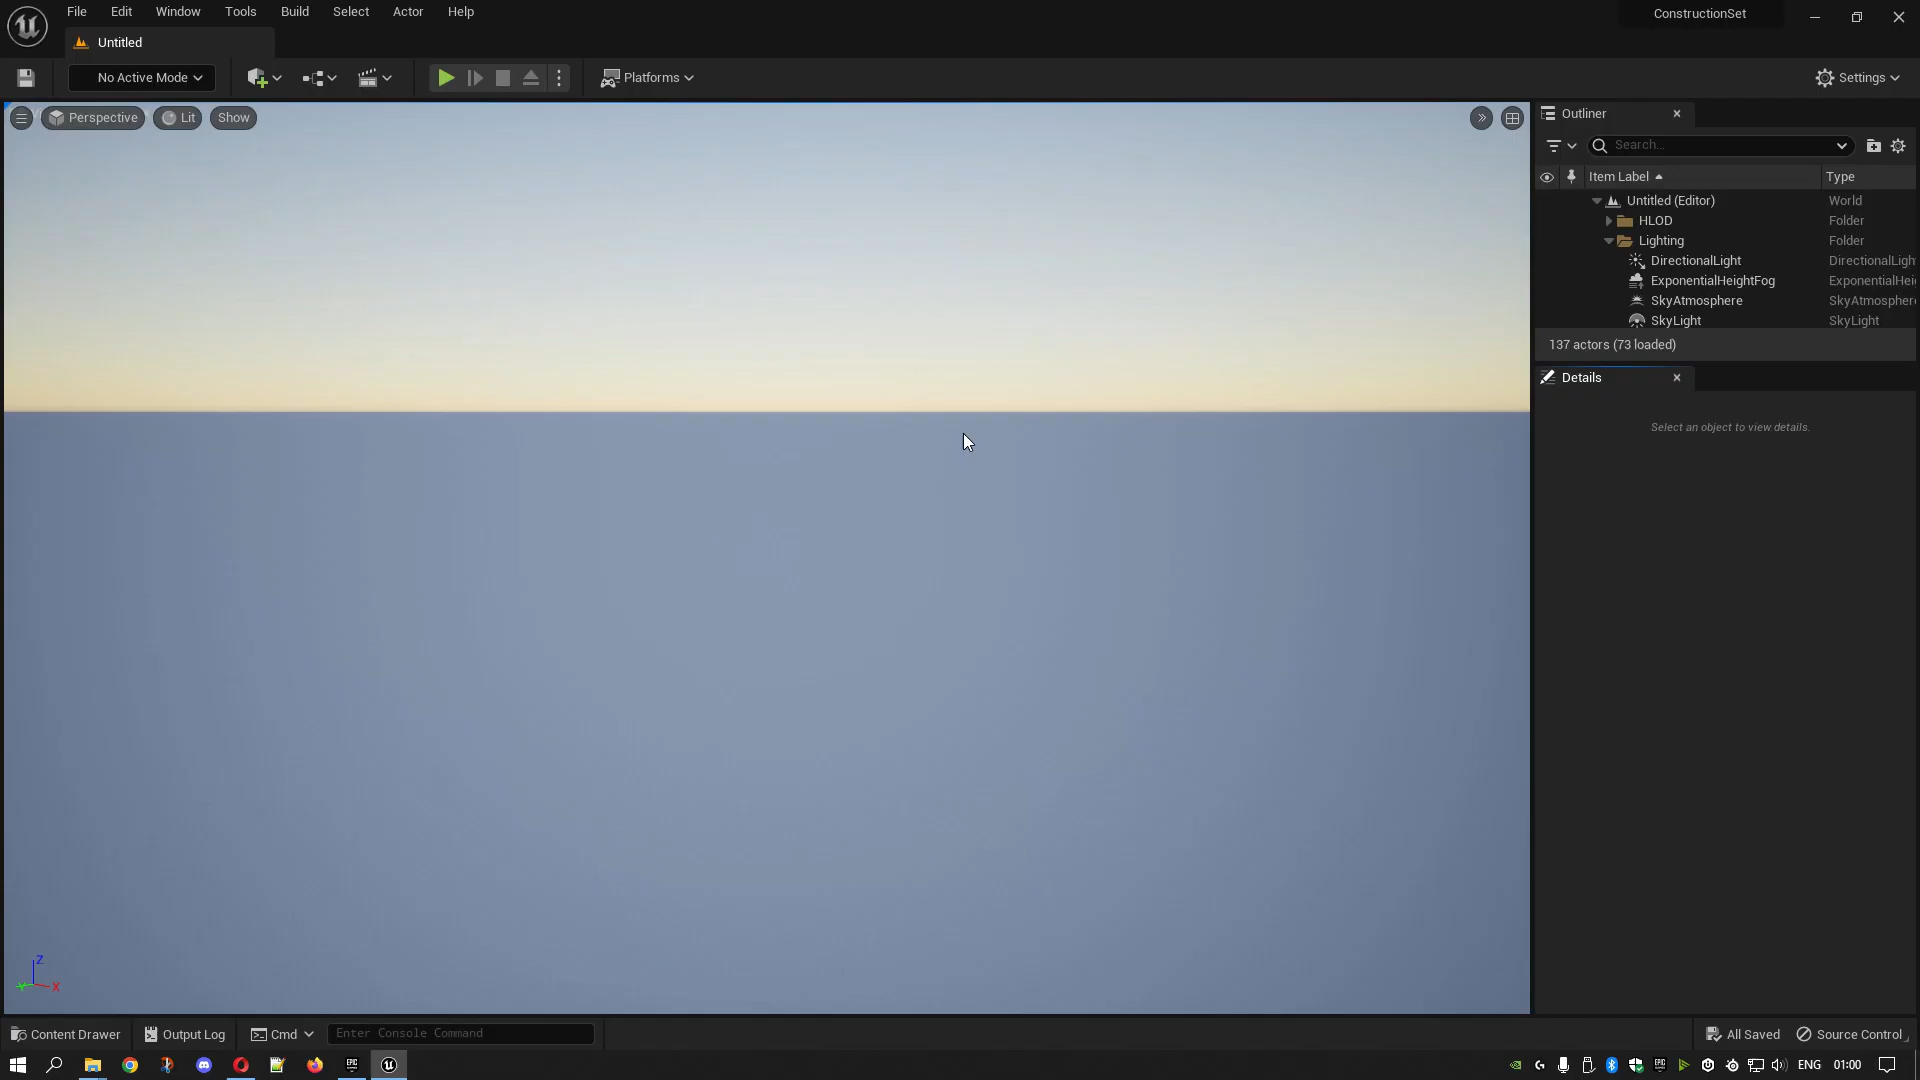 File Edit Window Tools Build Select Actor Help
ConstructionSet
Untitled
No Active Mode
Platforms
Settings
Perspective Lit Show
Outliner
Search...
Item Label Type
Untitled (Editor) World
HLOD Folder
Lighting Folder
DirectionalLight DirectionalLigh
ExponentialHeightFog ExponentialHei
SkyAtmosphere SkyAtmospher
SkyLight SkyLight
137 actors (73 loaded)
Details
Select an object to view details.
Z
Y X
Content Drawer Output Log Cmd Enter Console Command All Saved Source Control
EPIC EPIC ENG 01:00